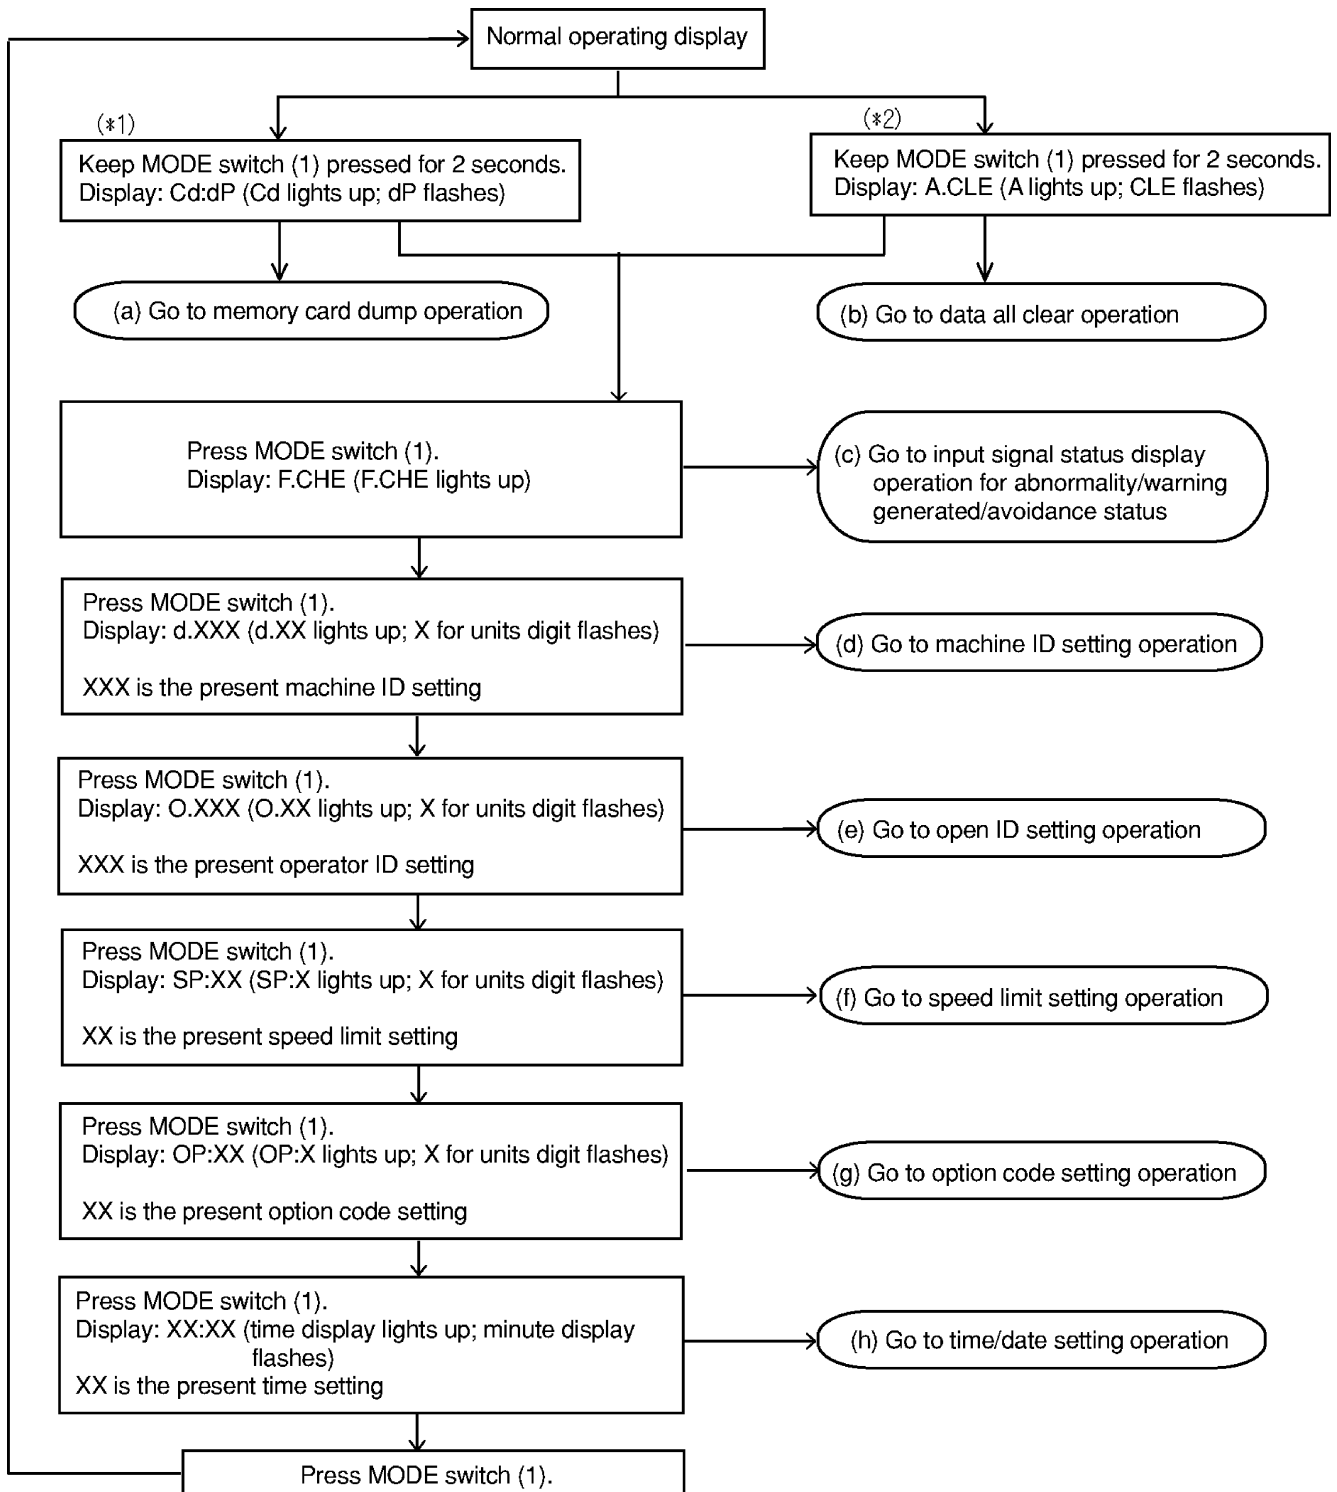 Normal operating display
(*1)
(*2)
Keep MODE switch (1) pressed for 2 seconds.
Display: Cd:dP (Cd lights up; dP flashes)
Keep MODE switch (1) pressed for 2 seconds.
Display: A.CLE (A lights up; CLE flashes)
(a) Go to memory card dump operation
(b) Go to data all clear operation
Press MODE switch (1).
Display: F.CHE (F.CHE lights up)
(c) Go to input signal status display
operation for abnormality/warning
generated/avoidance status
Press MODE switch (1).
Display: d.XXX (d.XX lights up; X for units digit flashes)
XXX is the present machine ID setting
(d) Go to machine ID setting operation
Press MODE switch (1).
Display: O.XXX (O.XX lights up; X for units digit flashes)
XXX is the present operator ID setting
(e) Go to open ID setting operation
Press MODE switch (1).
Display: SP:XX (SP:X lights up; X for units digit flashes)
XX is the present speed limit setting
(f) Go to speed limit setting operation
Press MODE switch (1).
Display: OP:XX (OP:X lights up; X for units digit flashes)
XX is the present option code setting
(g) Go to option code setting operation
Press MODE switch (1).
Display: XX:XX (time display lights up; minute display
flashes)
XX is the present time setting
(h) Go to time/date setting operation
Press MODE switch (1).